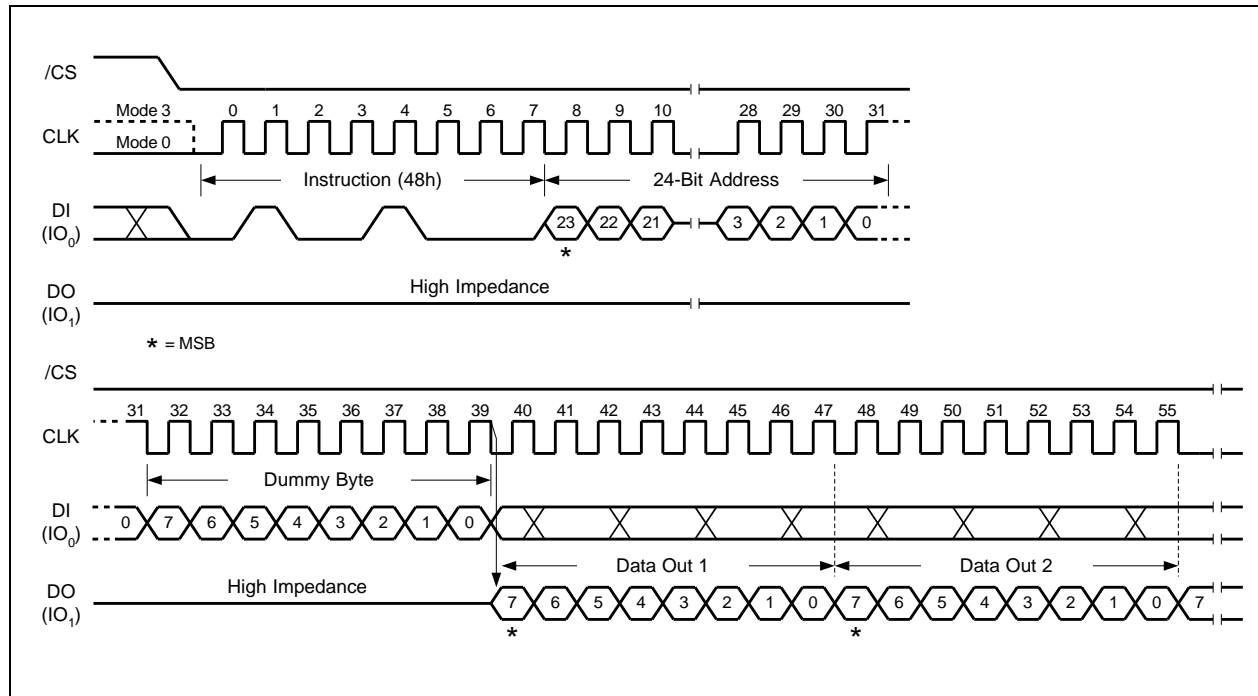 /CS
Mode 3 0 1 2 3 4 5 6 7 8 9 10 28 29 30 31
CLK
Mode 0
Instruction (48h) 24-Bit Address
DI
(IO0) 23 22 21 3 2 1 0
*
High Impedance
DO
(IO1)
* = MSB
/CS
31 32 33 34 35 36 37 38 39 40 41 42 43 44 45 46 47 48 49 50 51 52 53 54 55
CLK
Dummy Byte
DI
(IO0) 0 7 6 5 4 3 2 1 0
Data Out 1 Data Out 2
High Impedance
DO
(IO1) 7 6 5 4 3 2 1 0 7 6 5 4 3 2 1 0 7
* *